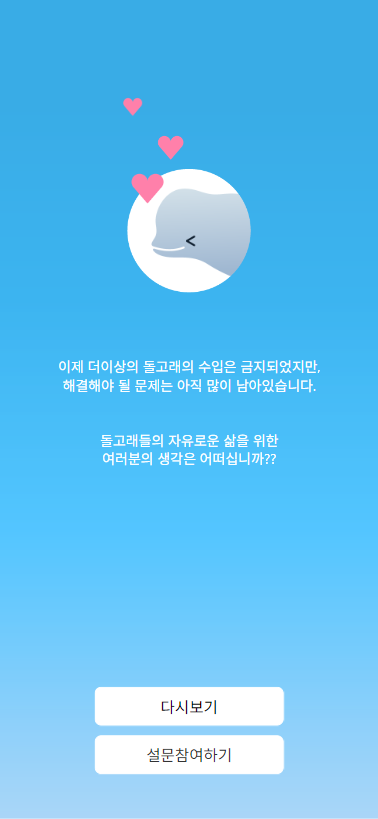 이제 더이상의 돌고래의 수입은 금지되었지만,
해결해야 될 문제는 아직 많이 남아있습니다.
돌고래들의 자유로운 삶을 위한
여러분의 생각은 어떠십니까??
다시보기
설문참여하기